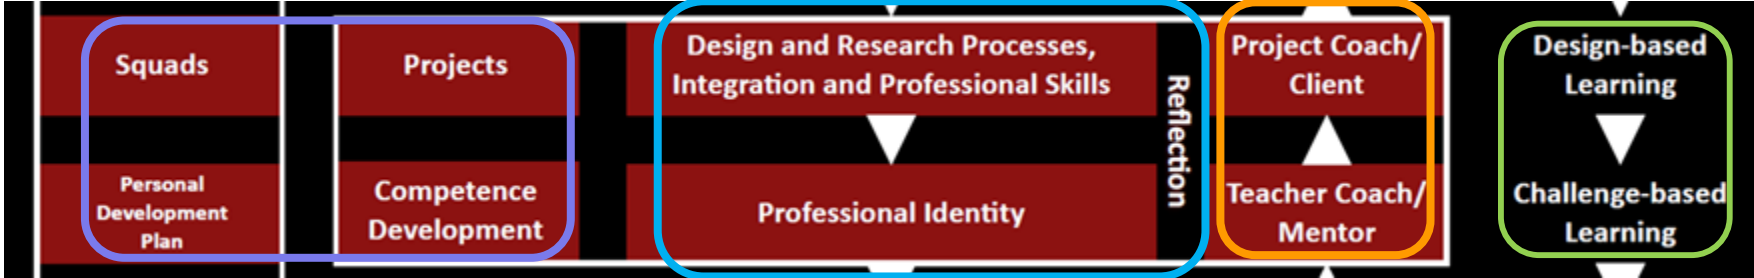 Squads
Personal
Development
Plan
Projects
Competence
Development
Design and Research Processes,
Integration and Professional Skills
Professional Identity
Reflection
Project Coach/
Client
Teacher Coach/
Mentor
Design-based
Learning
Challenge-based
Learning